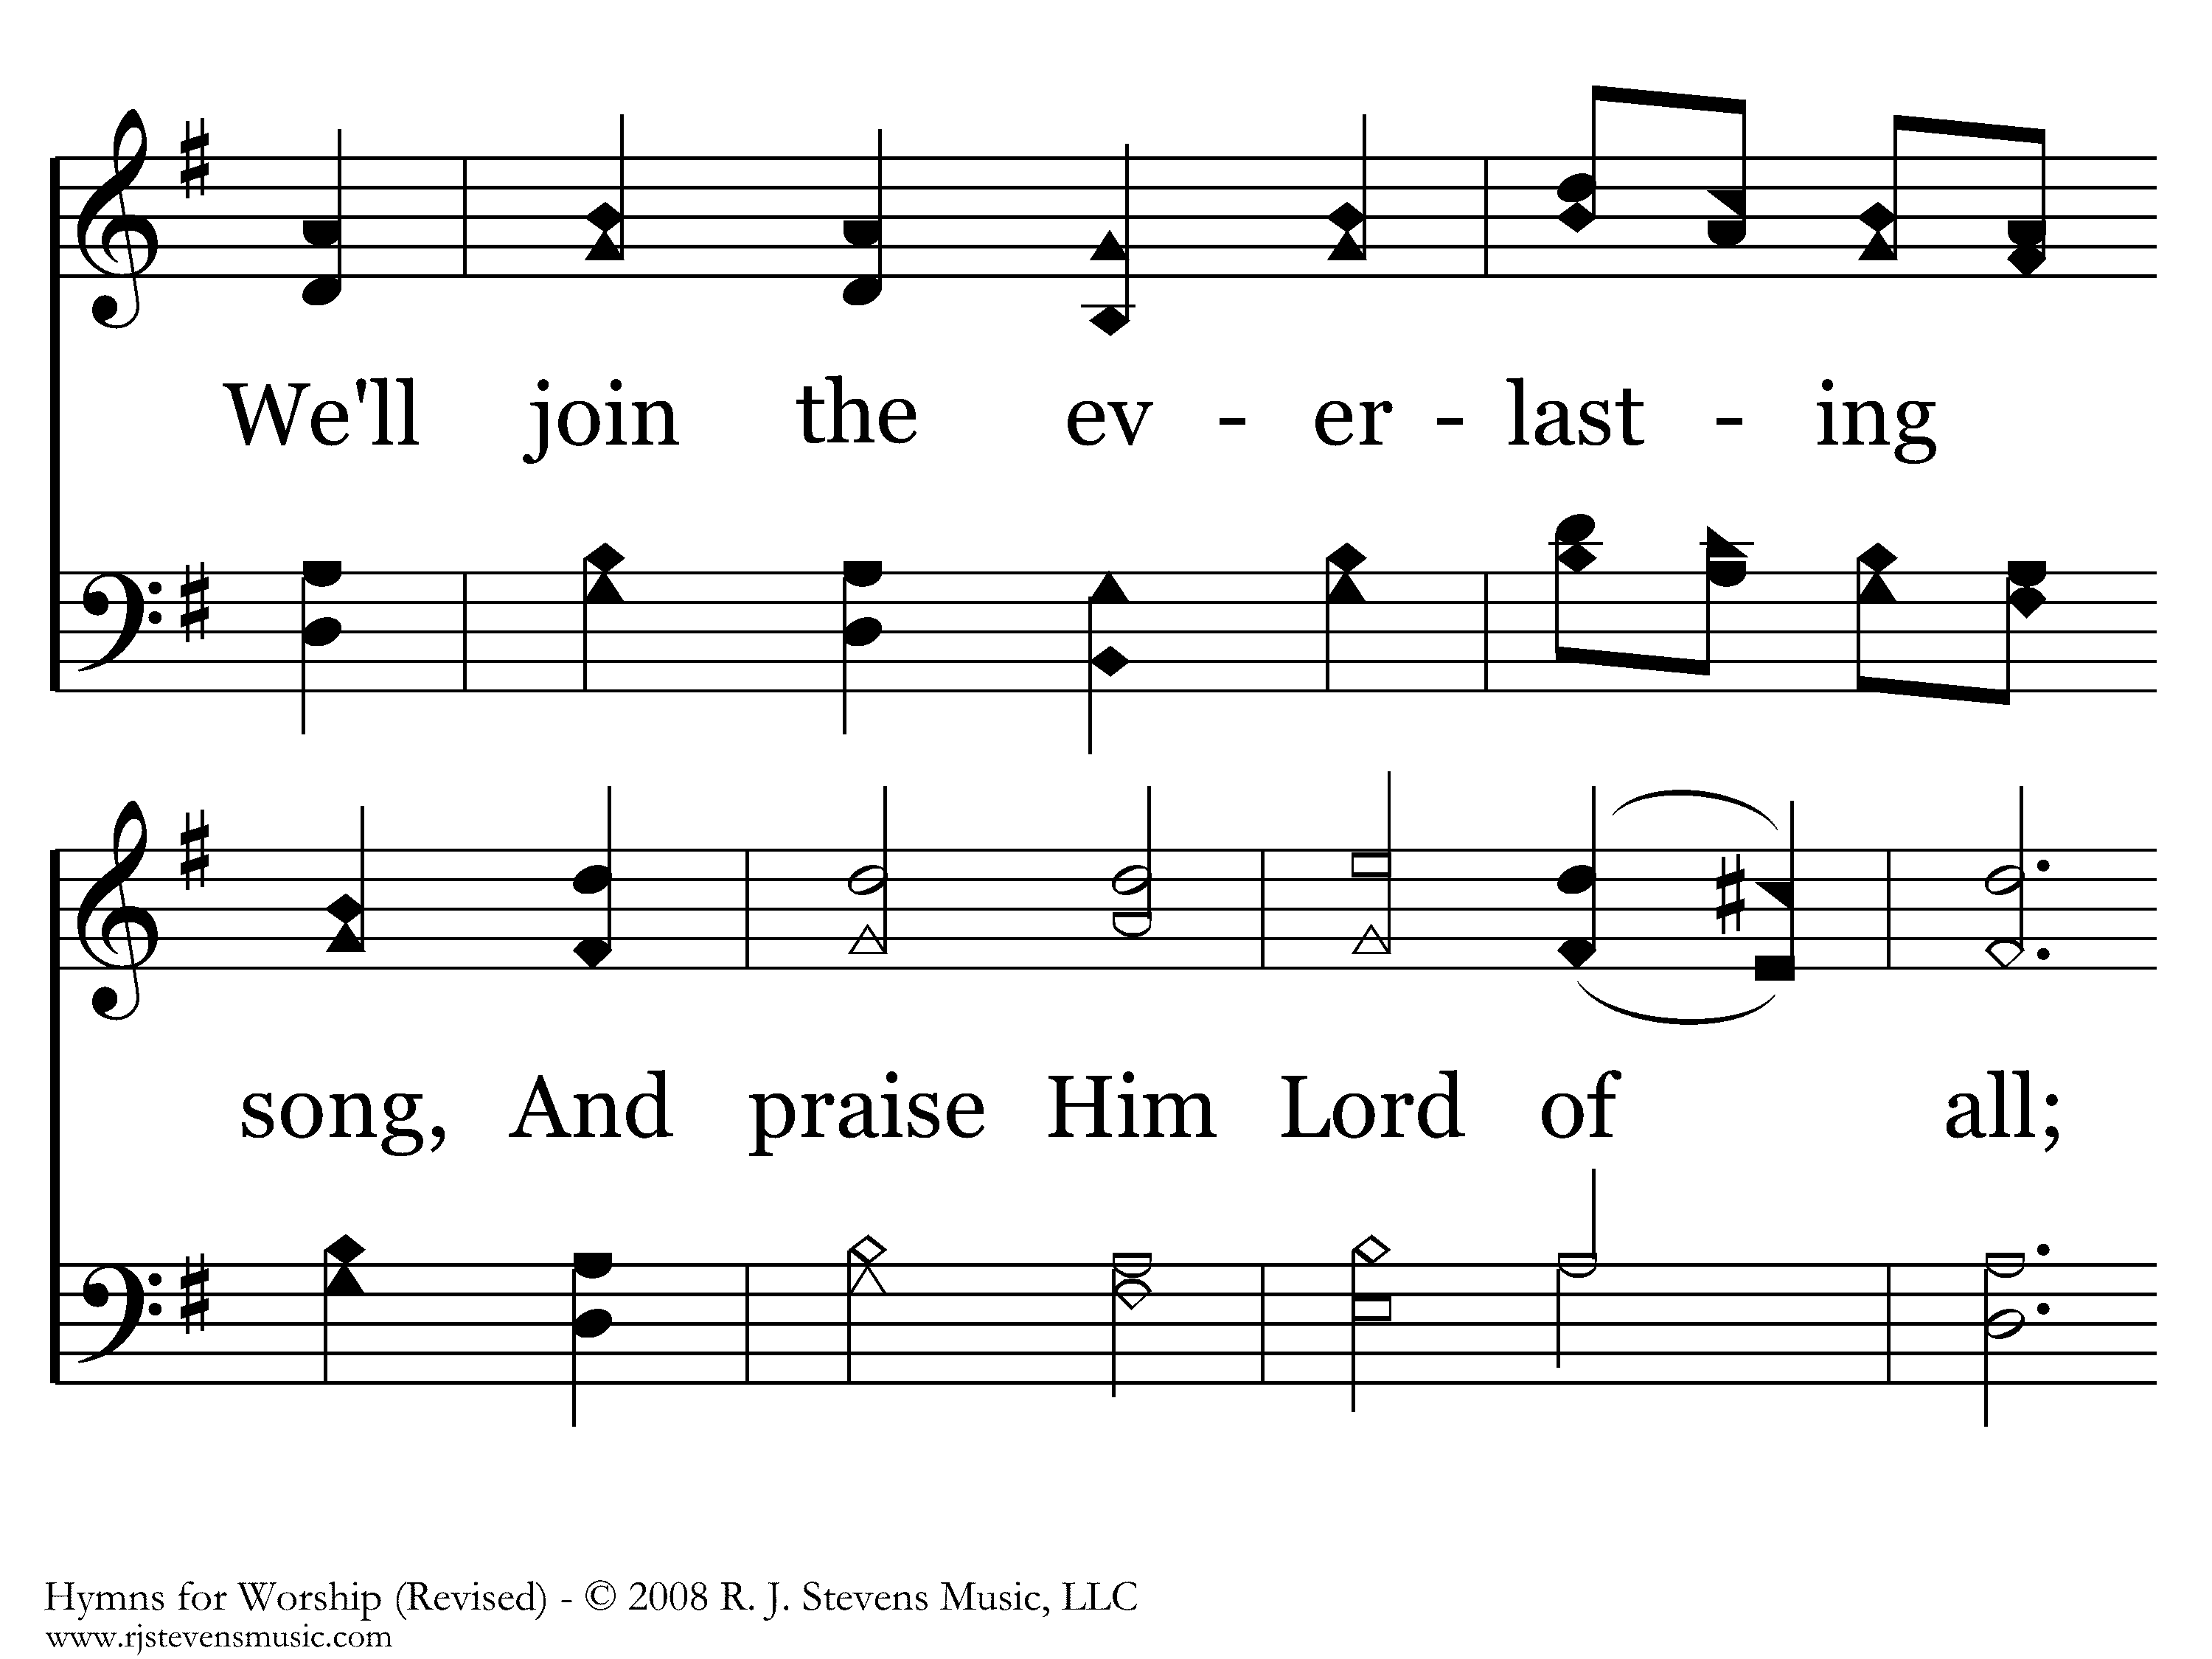 We'll join the ev - er - last - ing
song, And praise Him Lord of all;
Hymns for Worship (Revised) - © 2008 R. J. Stevens Music, LLC
www.rjstevensmusic.com